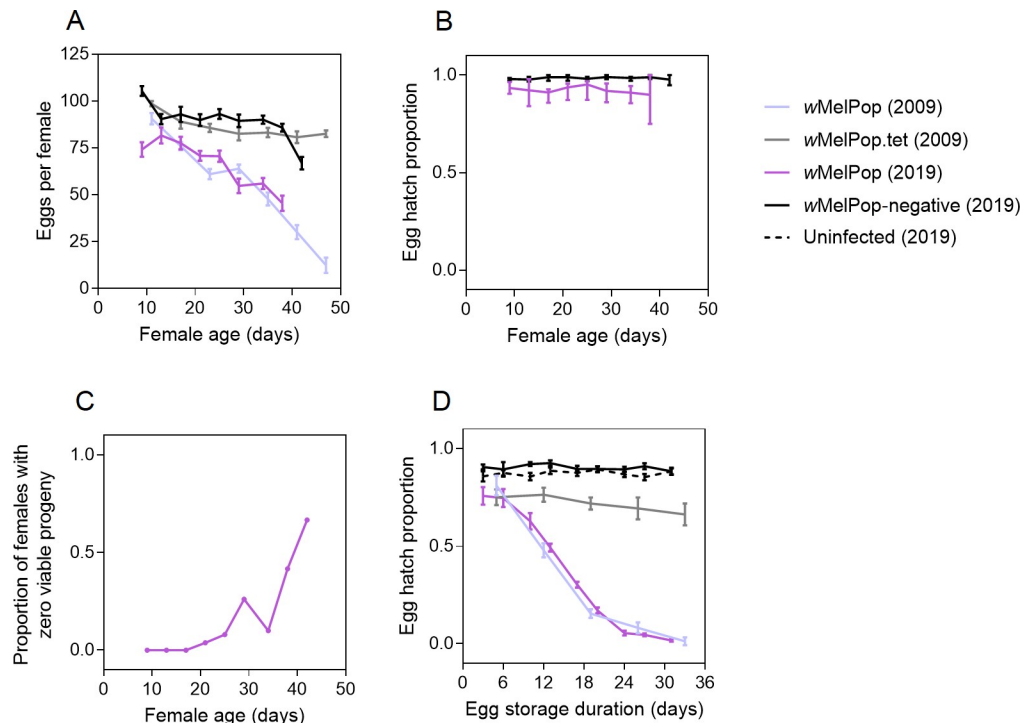 A
125
100
75
50
25
0
Eggs per female
0 10 20 30 40 50
Female age (days)
B
1.0
0.5
0.0
Egg hatch proportion
0 10 20 30 40 50
Female age (days)
wMelPop (2009)
wMelPop.tet (2009)
wMelPop (2019)
wMelPop-negative (2019)
Uninfected (2019)
C
1.0
0.5
0.0
Proportion of females with
zero viable progeny
0 10 20 30 40 50
Female age (days)
D
1.0
0.5
0.0
Egg hatch proportion
0 6 12 18 24 30 36
Egg storage duration (days)